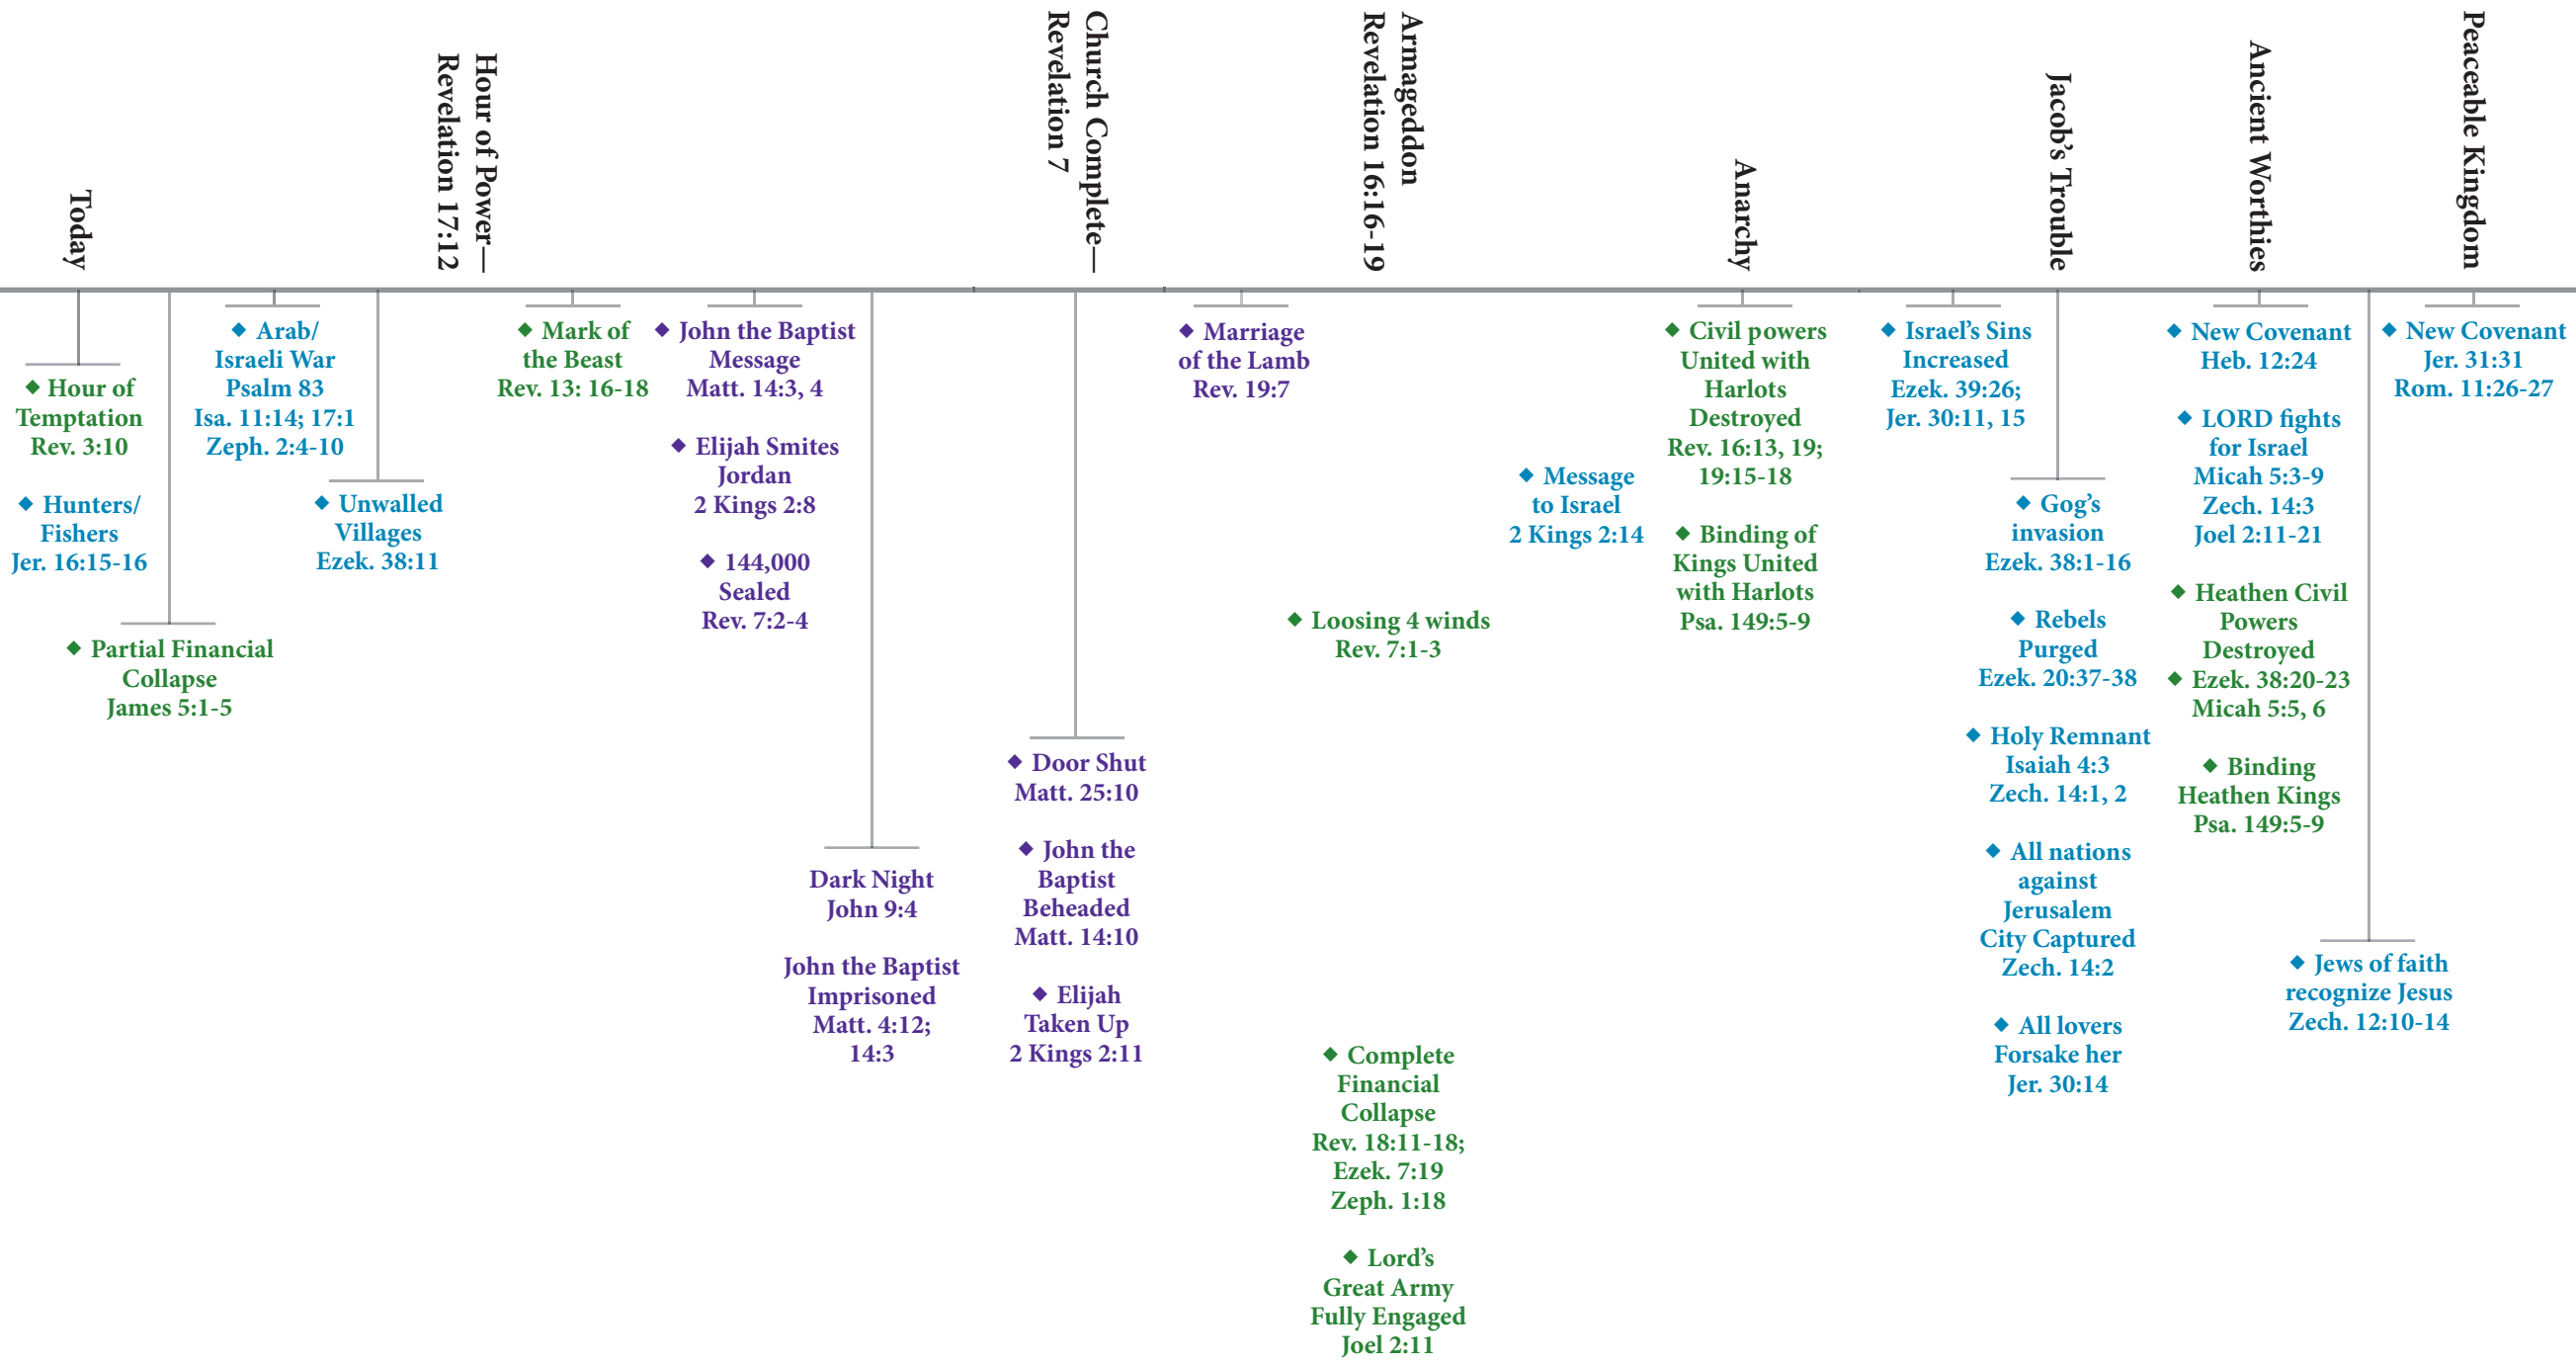 Today
Hour of Power—
Revelation 17:12
Church Complete—
Revelation 7
Armageddon
Revelation 16:16-19
Anarchy
Jacob’s Trouble
Ancient Worthies
Peaceable Kingdom
◆ Hour of
Temptation
Rev. 3:10
◆ Hunters/
Fishers
Jer. 16:15-16
◆ Partial Financial
Collapse
James 5:1-5
◆ Arab/
Israeli War
Psalm 83
Isa. 11:14; 17:1
Zeph. 2:4-10
◆ Unwalled
Villages
Ezek. 38:11
◆ Mark of
the Beast
Rev. 13: 16-18
◆ John the Baptist
Message
Matt. 14:3, 4
◆ Elijah Smites
Jordan
2 Kings 2:8
◆ 144,000
Sealed
Rev. 7:2-4
Dark Night
John 9:4
John the Baptist
Imprisoned
Matt. 4:12;
14:3
◆ Door Shut
Matt. 25:10
◆ John the
Baptist
Beheaded
Matt. 14:10
◆ Elijah
Taken Up
2 Kings 2:11
◆ Marriage
of the Lamb
Rev. 19:7
◆ Loosing 4 winds
Rev. 7:1-3
◆ Complete
Financial
Collapse
Rev. 18:11-18;
Ezek. 7:19
Zeph. 1:18
◆ Lord’s
Great Army
Fully Engaged
Joel 2:11
◆ Message
to Israel
2 Kings 2:14
◆ Civil powers
United with
Harlots
Destroyed
Rev. 16:13, 19;
19:15-18
◆ Binding of
Kings United
with Harlots
Psa. 149:5-9
◆ Israel’s Sins
Increased
Ezek. 39:26;
Jer. 30:11, 15
◆ Gog’s
invasion
Ezek. 38:1-16
◆ Rebels
Purged
Ezek. 20:37-38
◆ Holy Remnant
Isaiah 4:3
Zech. 14:1, 2
◆ All nations
against
Jerusalem
City Captured
Zech. 14:2
◆ All lovers
Forsake her
Jer. 30:14
◆ New Covenant
Heb. 12:24
◆ LORD fights
for Israel
Micah 5:3-9
Zech. 14:3
Joel 2:11-21
◆ Heathen Civil
Powers
Destroyed
◆ Ezek. 38:20-23
Micah 5:5, 6
◆ Binding
Heathen Kings
Psa. 149:5-9
◆ Jews of faith
recognize Jesus
Zech. 12:10-14
◆ New Covenant
Jer. 31:31
Rom. 11:26-27